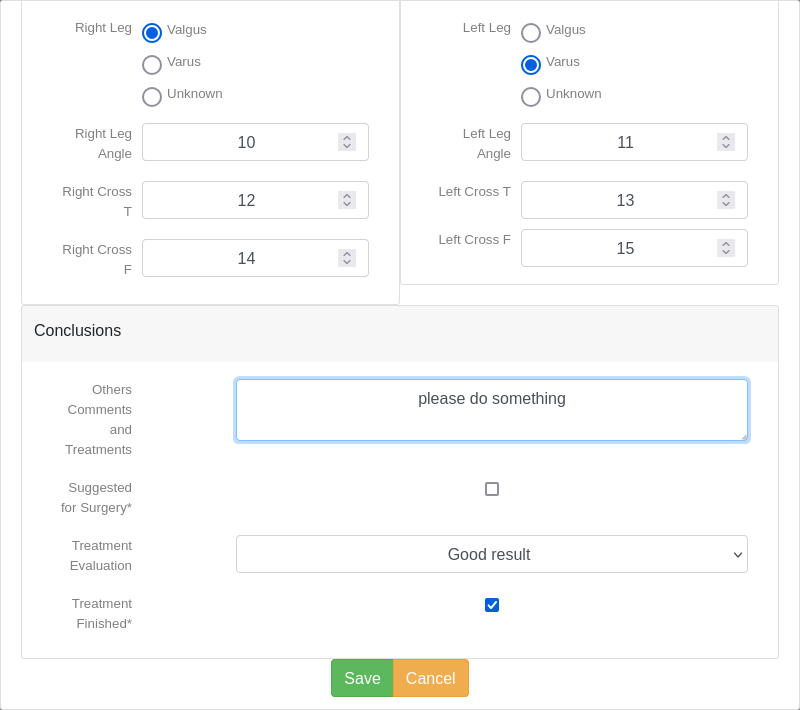 Right Leg
Valgus
Varus
Unknown
Right Leg
Angle
10
Right Cross
T
12
Right Cross
F
14
Left Leg
Valgus
Varus
Unknown
Left Leg
Angle
11
Left Cross T
13
Left Cross F
15
Conclusions
Others
Comments
and
Treatments
please do something
Suggested
for Surgery*
Treatment
Evaluation
Good result
Treatment
Finished*
Save
Cancel